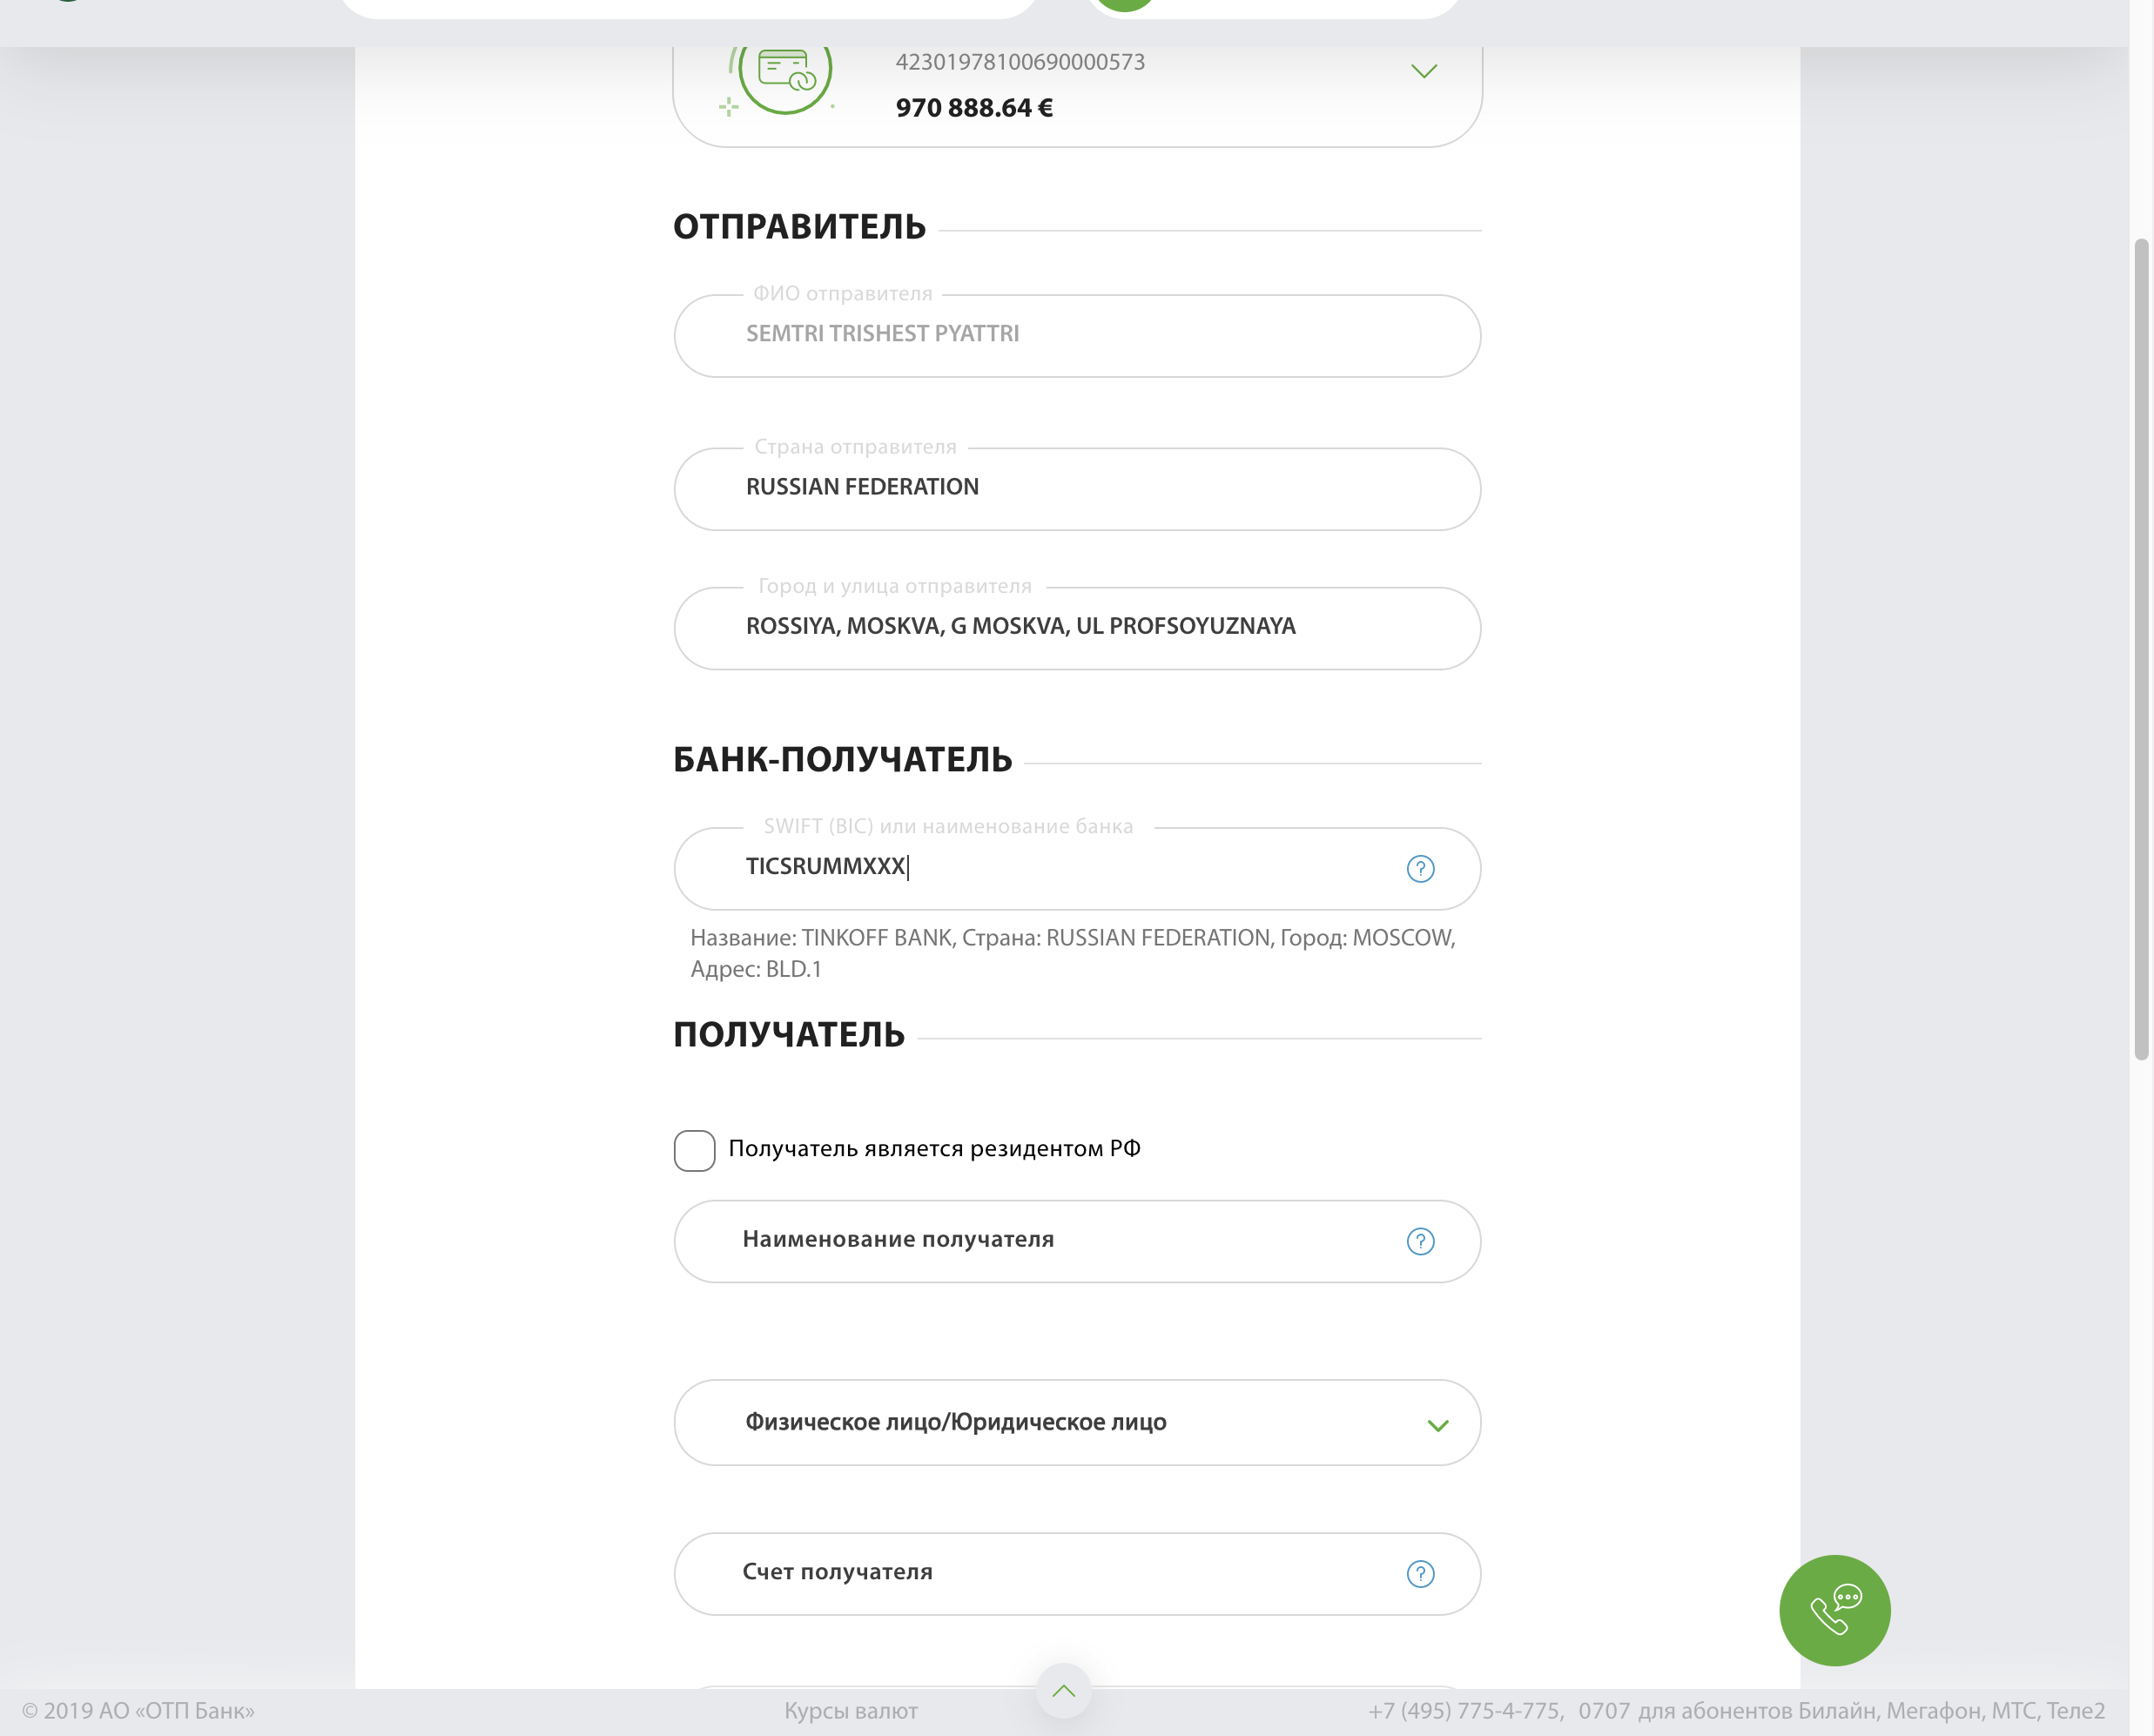 42301978100690000573
970 888.64 €
ОТПРАВИТЕЛЬ
ФИО отправителя
SEMTRI TRISHEST PYATTRI
Страна отправителя
RUSSIAN FEDERATION
Город и улица отправителя
ROSSIYA, MOSKVA, G MOSKVA, UL PROFSOYUZNAYA
БАНК-ПОЛУЧАТЕЛЬ
SWIFT (BIC) или наименование банка
TICSRUMMXXX
Название: TINKOFF BANK, Страна: RUSSIAN FEDERATION, Город: MOSCOW,
Адрес: BLD.1
ПОЛУЧАТЕЛЬ
Получатель является резидентом РФ
Наименование получателя
Физическое лицо/Юридическое лицо
Счет получателя
© 2019 АО «ОТП Банк» Курсы валют +7 (495) 775-4-775, 0707 для абонентов Билайн, Мегафон, МТС, Теле2